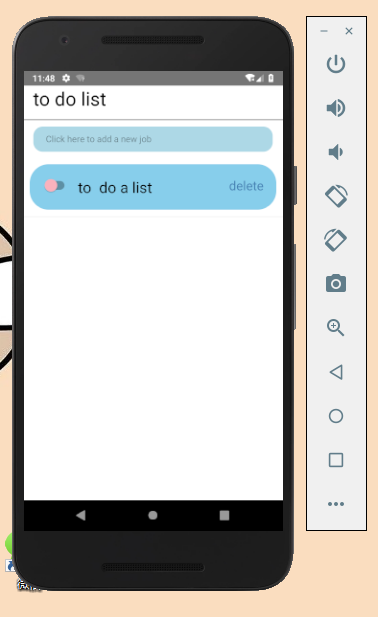 11:48
to do list
Click here to add a new job
to do a list
delete